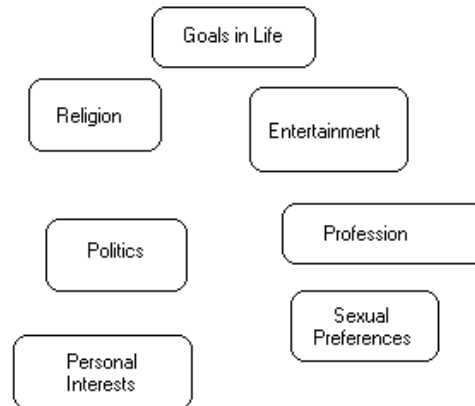 Goals in Life
Religion
Entertainment
Politics
Profession
Sexual
Preferences
Personal
Interests